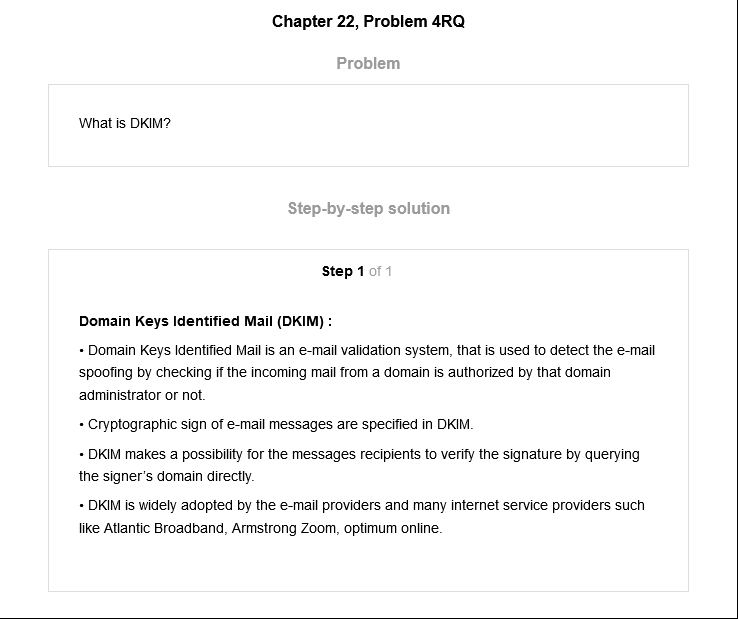 Chapter 22, Problem 4RQ
Problem
What is DKIM?
Step-by-step solution
Step 1 of 1
Domain Keys Identified Mail (DKIM) :
• Domain Keys Identified Mail is an e-mail validation system, that is used to detect the e-mail
spoofing by checking if the incoming mail from a domain is authorized by that domain
administrator or not.
• Cryptographic sign of e-mail messages are specified in DKIM.
• DKIM makes a possibility for the messages recipients to verify the signature by querying
the signer’s domain directly.
• DKIM is widely adopted by the e-mail providers and many internet service providers such
like Atlantic Broadband, Armstrong Zoom, optimum online.